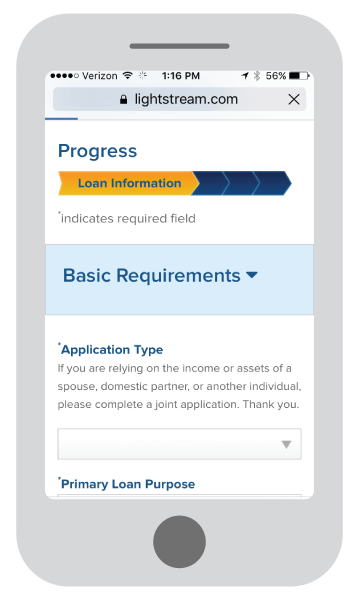 Verizon 1:16 PM 56%
lightstream.com
Progress
Loan Information
*indicates required field
Basic Requirements
*Application Type
If you are relying on the income or assets of a
spouse, domestic partner, or another individual,
please complete a joint application. Thank you.
*Primary Loan Purpose